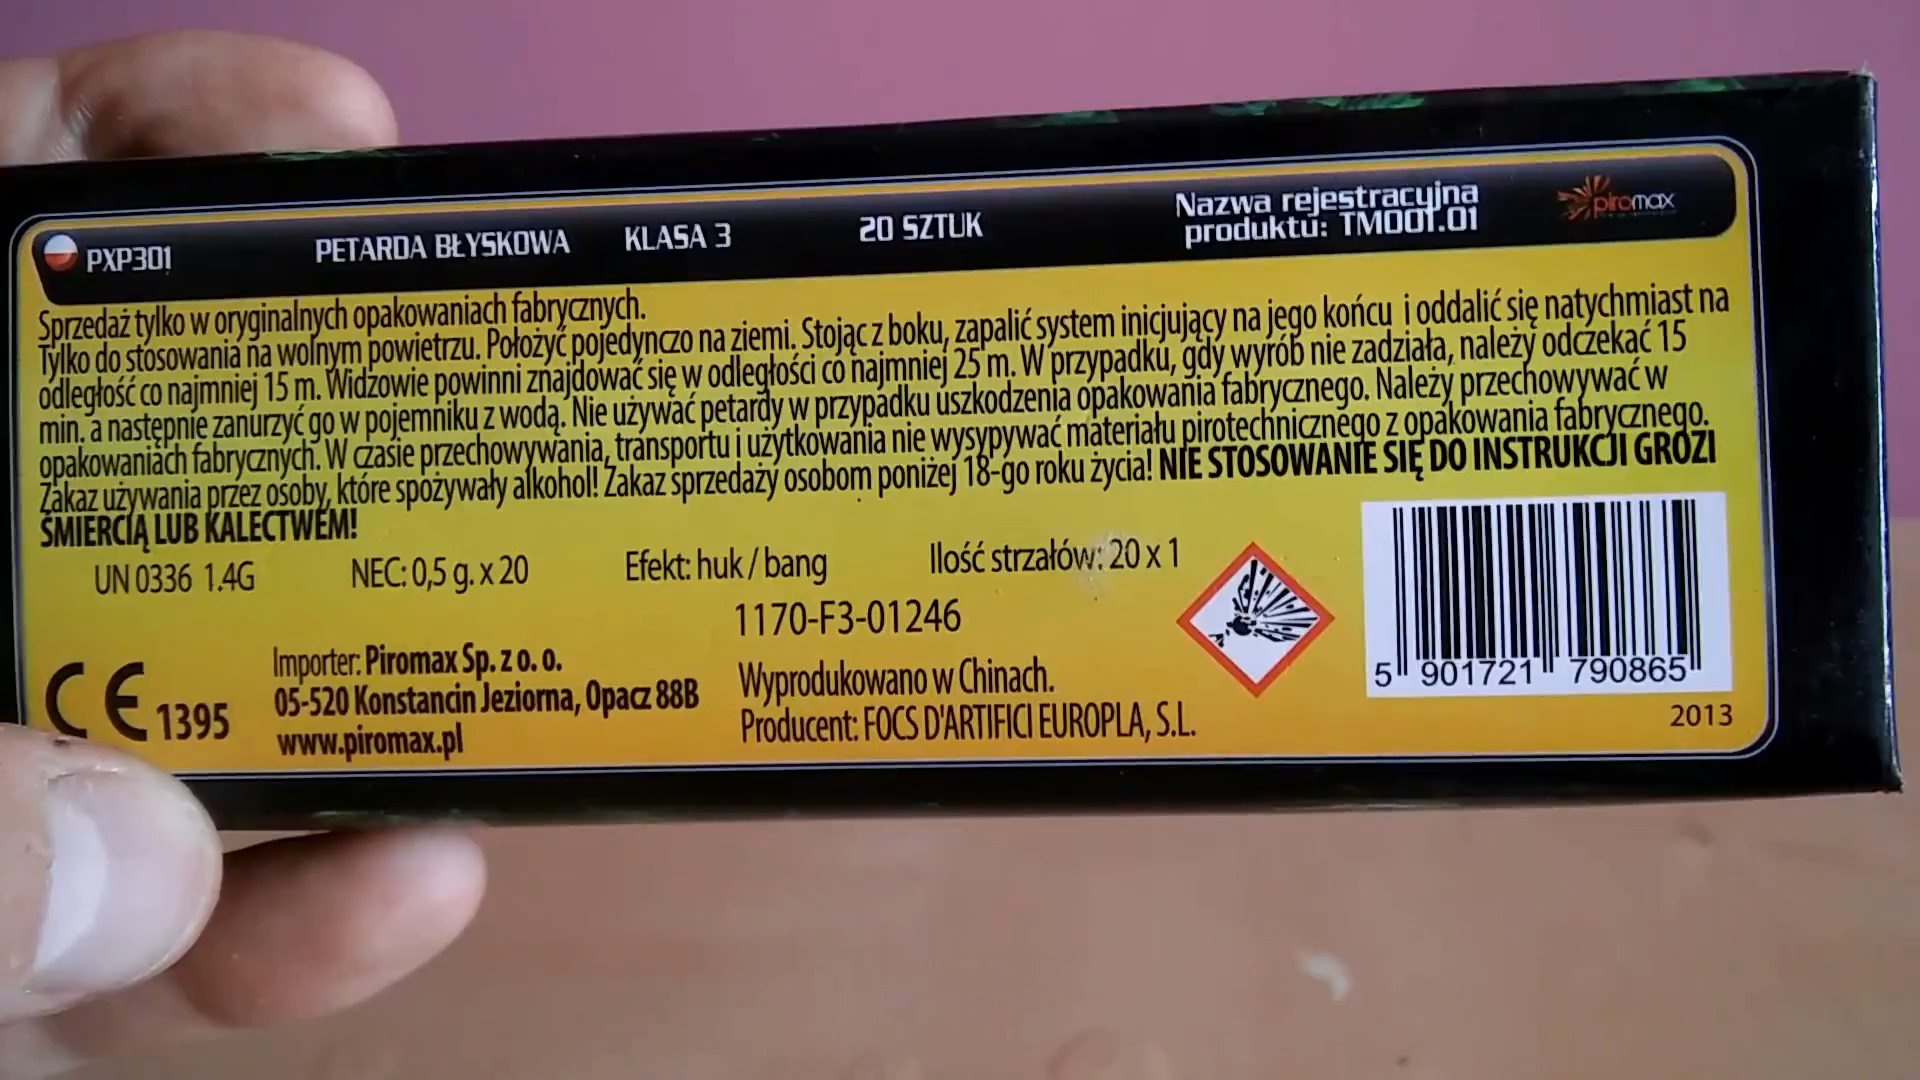 PXP301 PETARDA BŁYSKOWA KLASA 3 20 SZTUK Nazwa rejestracyjna
produktu: TM001.01
piromax
Sprzedaż tylko w oryginalnych opakowaniach fabrycznych.
Tylko do stosowania na wolnym powietrzu. Położyć pojedynczo na ziemi. Stojąc z boku, zapalić system inicjujący na jego końcu i oddalić się natychmiast na
odległość co najmniej 15 m. Widzowie powinni znajdować się w odległości co najmniej 25 m. W przypadku, gdy wyrób nie zadziała, należy odczekać 15
min. a następnie zanurzyć go w pojemniku z wodą. Nie używać petardy w przypadku uszkodzenia opakowania fabrycznego. Należy przechowywać w
opakowaniach fabrycznych. W czasie przechowywania, transportu i użytkowania nie wysypywać materiału pirotechnicznego z opakowania fabrycznego.
Zakaz używania przez osoby, które spożywały alkohol! Zakaz sprzedaży osobom poniżej 18-go roku życia! NIE STOSOWANIE SIĘ DO INSTRUKCJI GROZI
ŚMIERCIĄ LUB KALECTWEM!
UN 0336 1.4G NEC: 0,5 g. x 20 Efekt: huk / bang Ilość strzałów: 20 x 1
1170-F3-01246
CE 1395
Importer: Piromax Sp. z o. o.
05-520 Konstancin Jeziorna, Opacz 88B
www.piromax.pl
Wyprodukowano w Chinach.
Producent: FOCS D'ARTIFICI EUROPLA, S.L.
5 901721 790865
2013